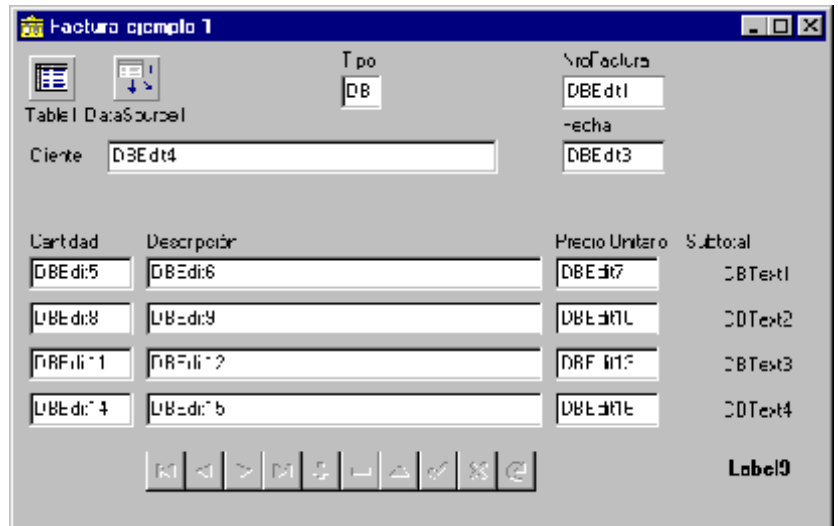 Factura ejemplo 1
Tipo NroFactura
DB DBEdit1
Table1 DataSource1
Fecha
Cliente DBEdit4 DBEdit3
Cantidad Descripción Precio Unitario Subtotal
DBEdit5 DBEdit6 DBEdit7 DBText1
DBEdit8 DBEdit9 DBEdit10 DBText2
DBEdit11 DBEdit12 DBEdit13 DBText3
DBEdit14 DBEdit15 DBEdit16 DBText4
Label9